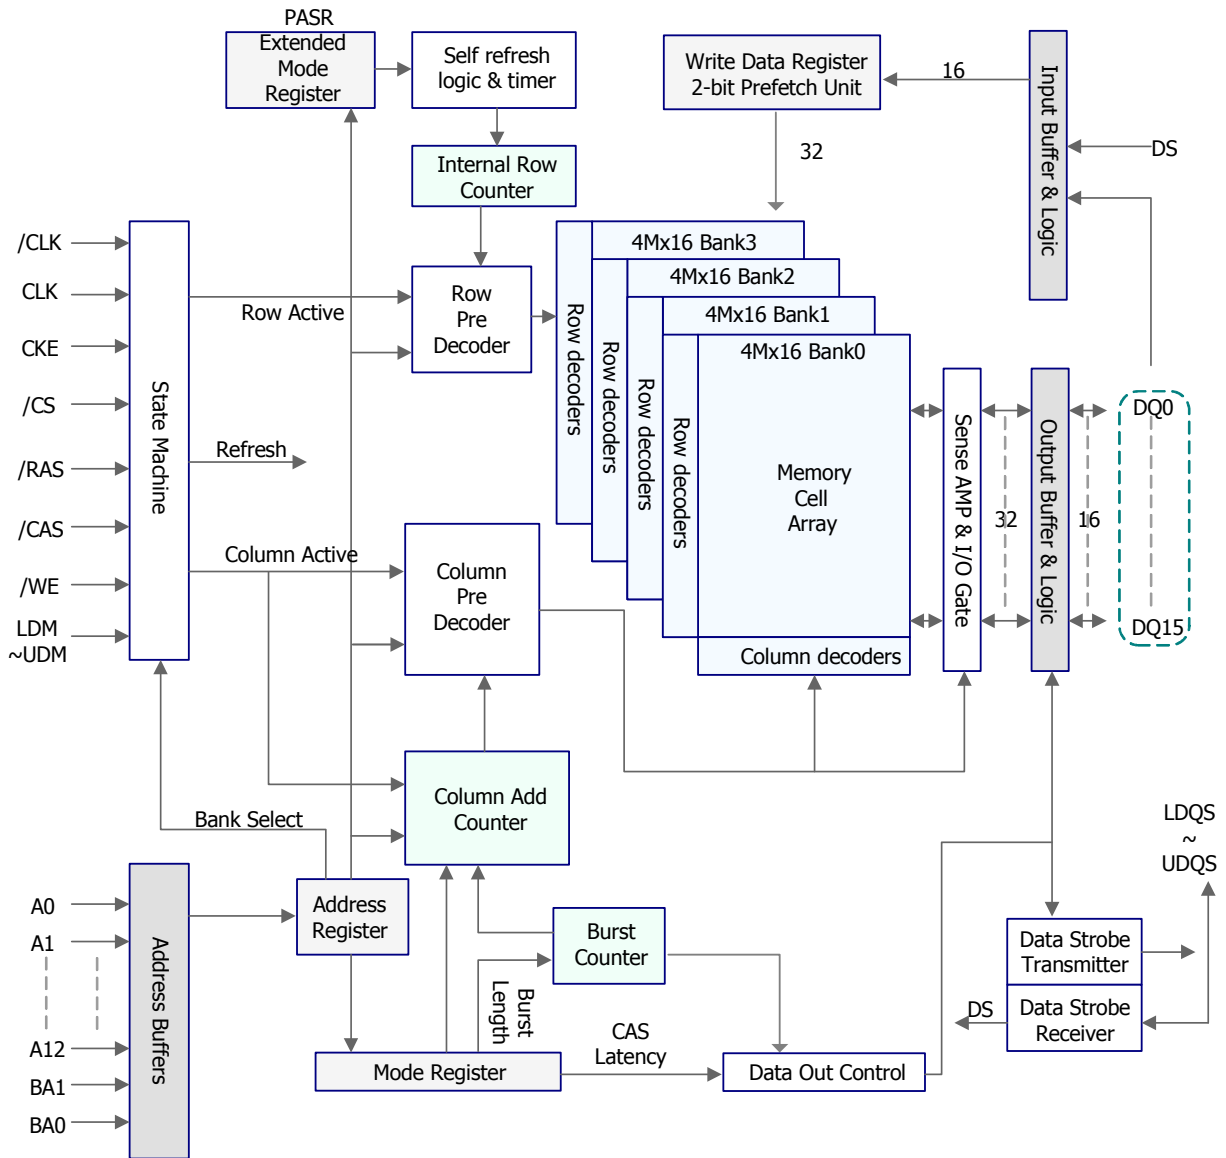 PASR
Extended
Mode
Register
Self refresh
logic & timer
Internal Row
Counter
Write Data Register
2-bit Prefetch Unit
16
Input Buffer & Logic
DS
32
/CLK
CLK
CKE
/CS
/RAS
/CAS
/WE
LDM
~UDM
State Machine
Row Active
Refresh
Column Active
Row
Pre
Decoder
Column
Pre
Decoder
Row decoders
Row decoders
Row decoders
Row decoders
4Mx16 Bank3
4Mx16 Bank2
4Mx16 Bank1
4Mx16 Bank0
Memory
Cell
Array
Column decoders
Sense AMP & I/O Gate
32
Output Buffer & Logic
16
DQ0
DQ15
Column Add
Counter
Bank Select
Address
Register
A0
A1
A12
BA1
BA0
Address Buffers
Burst
Counter
Burst
Length
Mode Register
CAS
Latency
Data Out Control
LDQS
~
UDQS
Data Strobe
Transmitter
DS
Data Strobe
Receiver